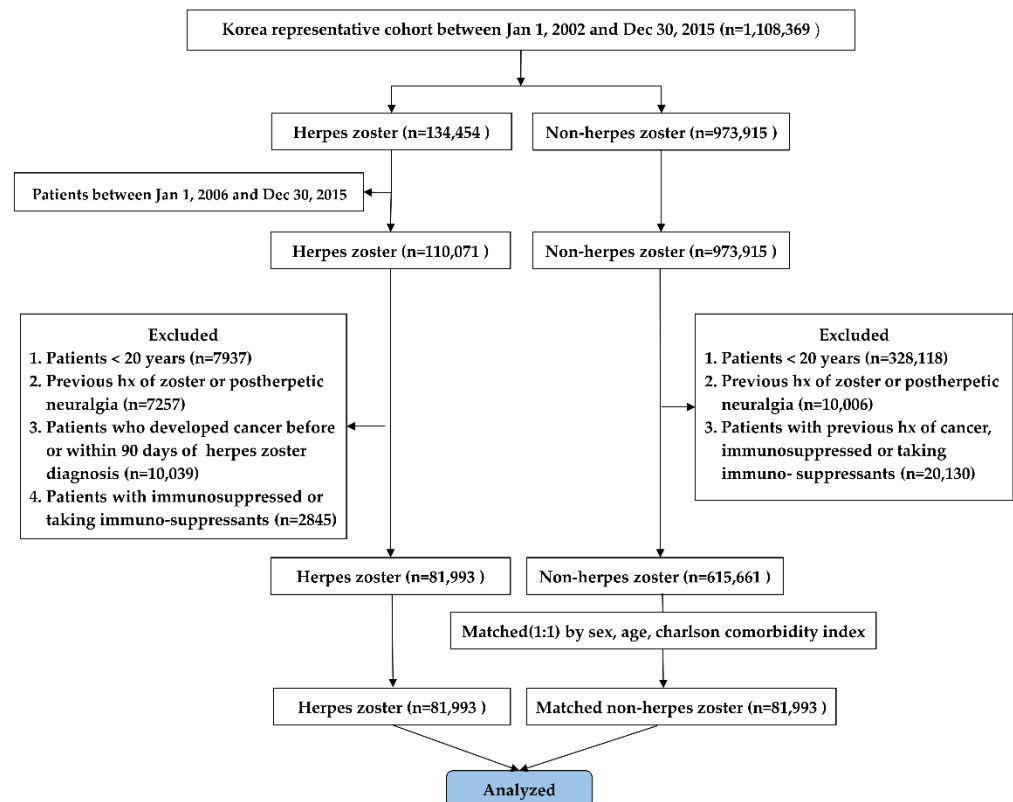 Korea representative cohort between Jan 1, 2002 and Dec 30, 2015 (n=1,108,369 )
Herpes zoster (n=134,454 )
Non-herpes zoster (n=973,915 )
Patients between Jan 1, 2006 and Dec 30, 2015
Herpes zoster (n=110,071 )
Non-herpes zoster (n=973,915 )
Excluded
1. Patients < 20 years (n=7937)
2. Previous hx of zoster or postherpetic
neuralgia (n=7257)
3. Patients who developed cancer before
or within 90 days of herpes zoster
diagnosis (n=10,039)
4. Patients with immunosuppressed or
taking immuno-suppressants (n=2845)
Excluded
1. Patients < 20 years (n=328,118)
2. Previous hx of zoster or postherpetic
neuralgia (n=10,006)
3. Patients with previous hx of cancer,
immunosuppressed or taking
immuno- suppressants (n=20,130)
Herpes zoster (n=81,993 )
Non-herpes zoster (n=615,661 )
Matched(1:1) by sex, age, charlson comorbidity index
Herpes zoster (n=81,993 )
Matched non-herpes zoster (n=81,993 )
Analyzed